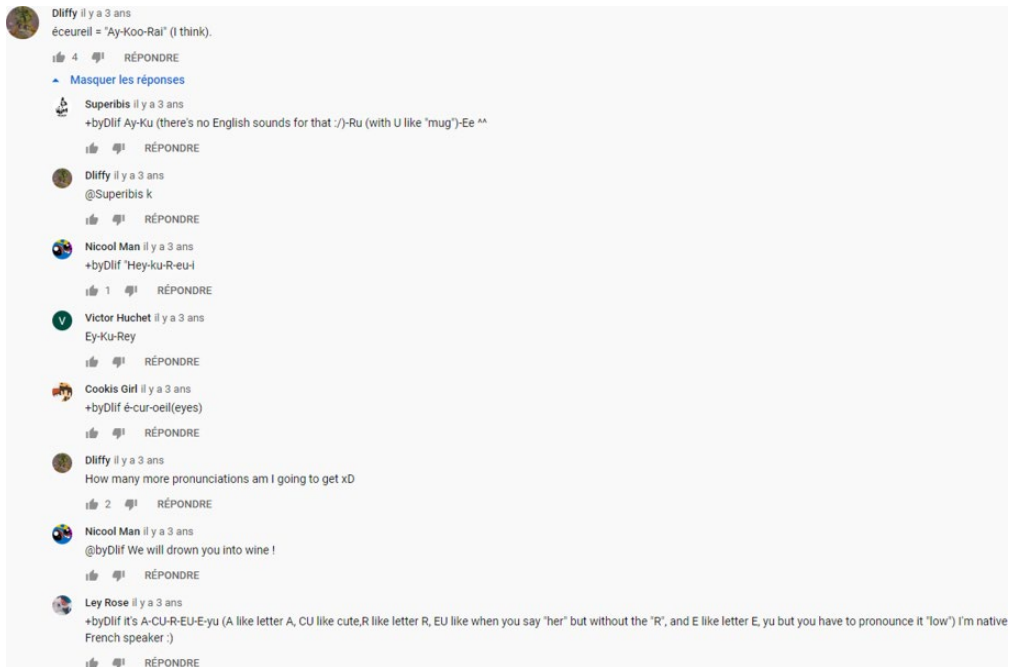 Dliffy il y a 3 ans
éceureil = "Ay-Koo-Rai" (I think).
4 RÉPONDRE
Masquer les réponses
Superibis il y a 3 ans
+byDlif Ay-Ku (there's no English sounds for that :/)-Ru (with U like "mug")-Ee ^^
RÉPONDRE
Dliffy il y a 3 ans
@Superibis k
RÉPONDRE
Nicool Man il y a 3 ans
+byDlif "Hey-ku-R-eu-i
1 RÉPONDRE
V
Victor Huchet il y a 3 ans
Ey-Ku-Rey
RÉPONDRE
Cookis Girl il y a 3 ans
+byDlif é-cur-oeil(eyes)
RÉPONDRE
Dliffy il y a 3 ans
How many more pronunciations am I going to get xD
2 RÉPONDRE
Nicool Man il y a 3 ans
@byDlif We will drown you into wine !
RÉPONDRE
Ley Rose il y a 3 ans
+byDlif it's A-CU-R-EU-E-yu (A like letter A, CU like cute,R like letter R, EU like when you say "her" but without the "R", and E like letter E, yu but you have to pronounce it "low") I'm native
French speaker :)
RÉPONDRE